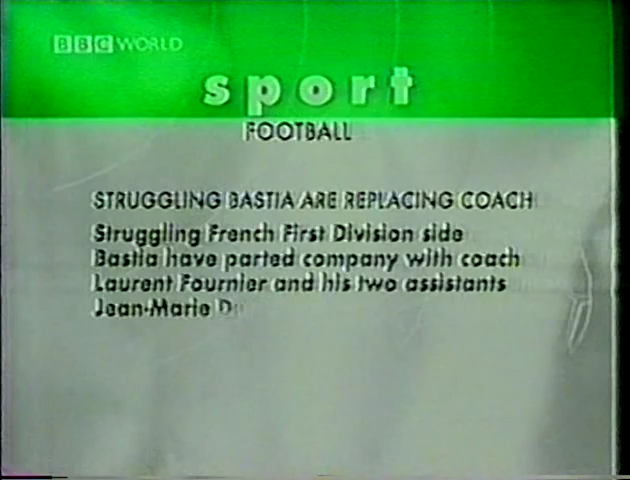 BBC WORLD
sport
FOOTBALL
STRUGGLING BASTIA ARE REPLACING COACH
Struggling French First Division side
Bastia have parted company with coach
Laurent Fournier and his two assistants
Jean-Marie D